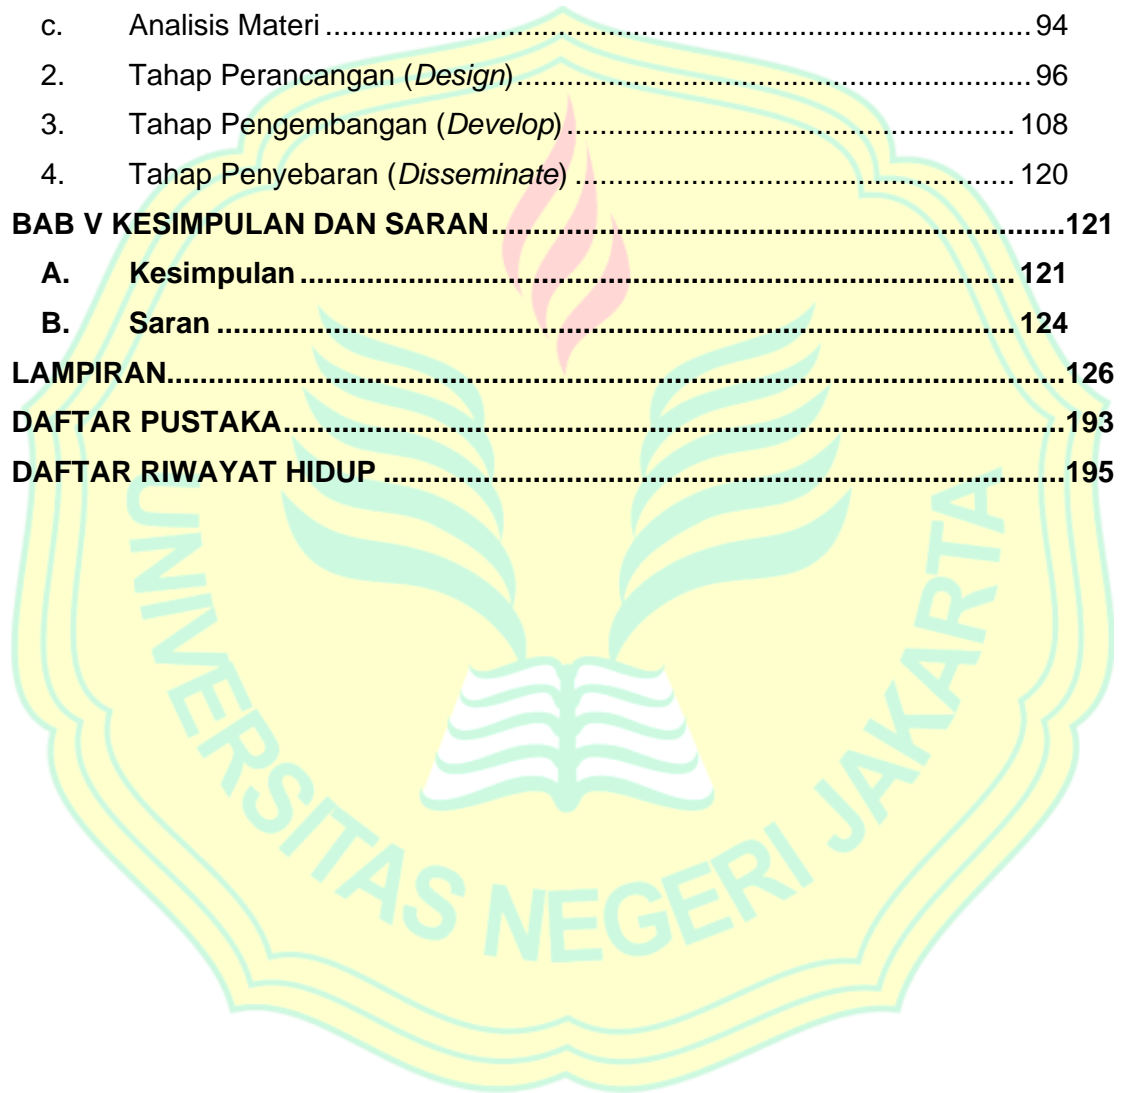 c. Analisis Materi ..................................................................................... 94
2. Tahap Perancangan (Design) .............................................................. 96
3. Tahap Pengembangan (Develop) ...................................................... 108
4. Tahap Penyebaran (Disseminate) ..................................................... 120
BAB V KESIMPULAN DAN SARAN .....................................................................121
A. Kesimpulan ...................................................................................... 121
B. Saran ................................................................................................ 124
LAMPIRAN.............................................................................................................126
DAFTAR PUSTAKA ..............................................................................................193
DAFTAR RIWAYAT HIDUP ..................................................................................195
UNIVERSITAS NEGERI JAKARTA